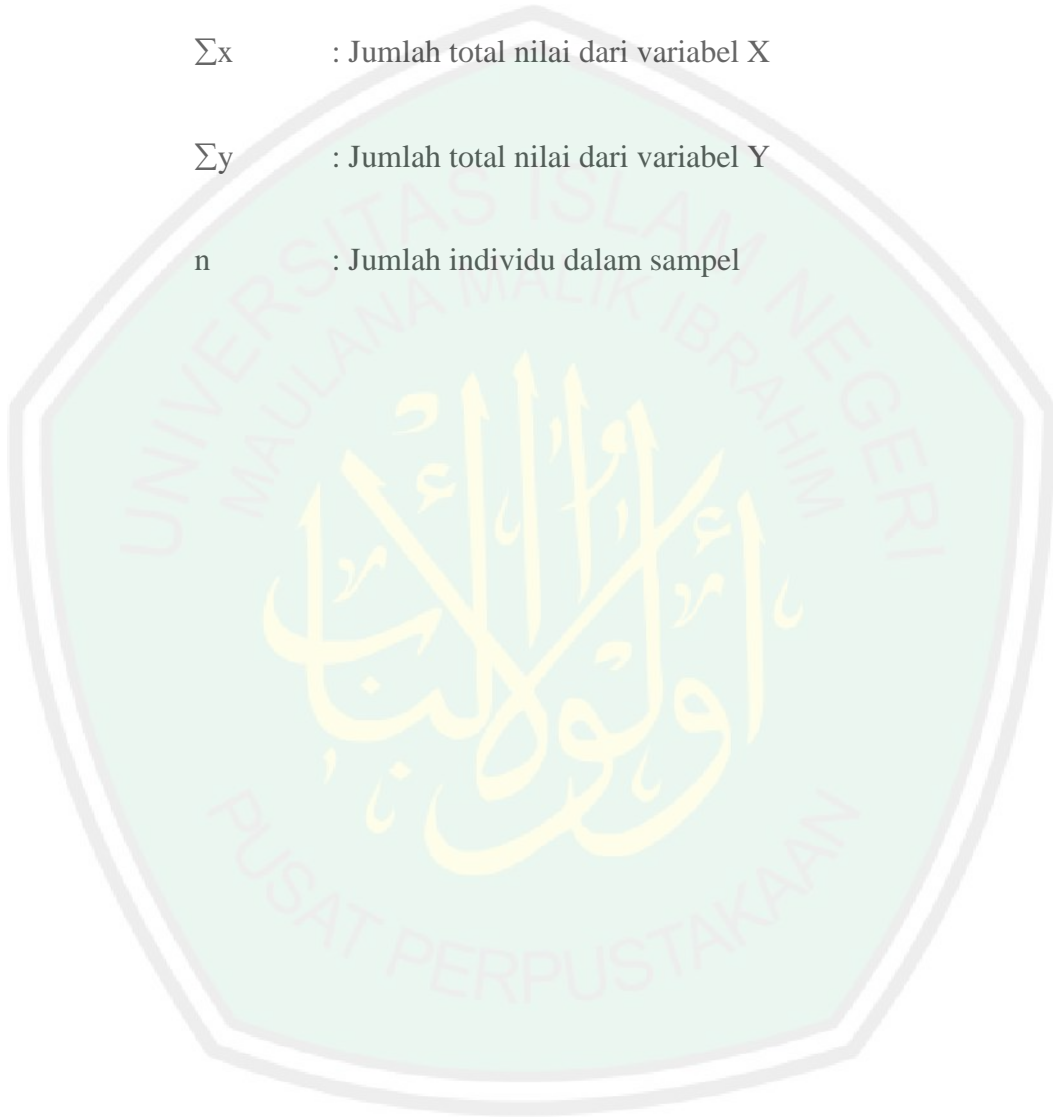 ∑x : Jumlah total nilai dari variabel X
∑y : Jumlah total nilai dari variabel Y
n : Jumlah individu dalam sampel
UNIVERSITAS ISLAM NEGERI
MAULANA MALIK IBRAHIM
PUSAT PERPUSTAKAAN